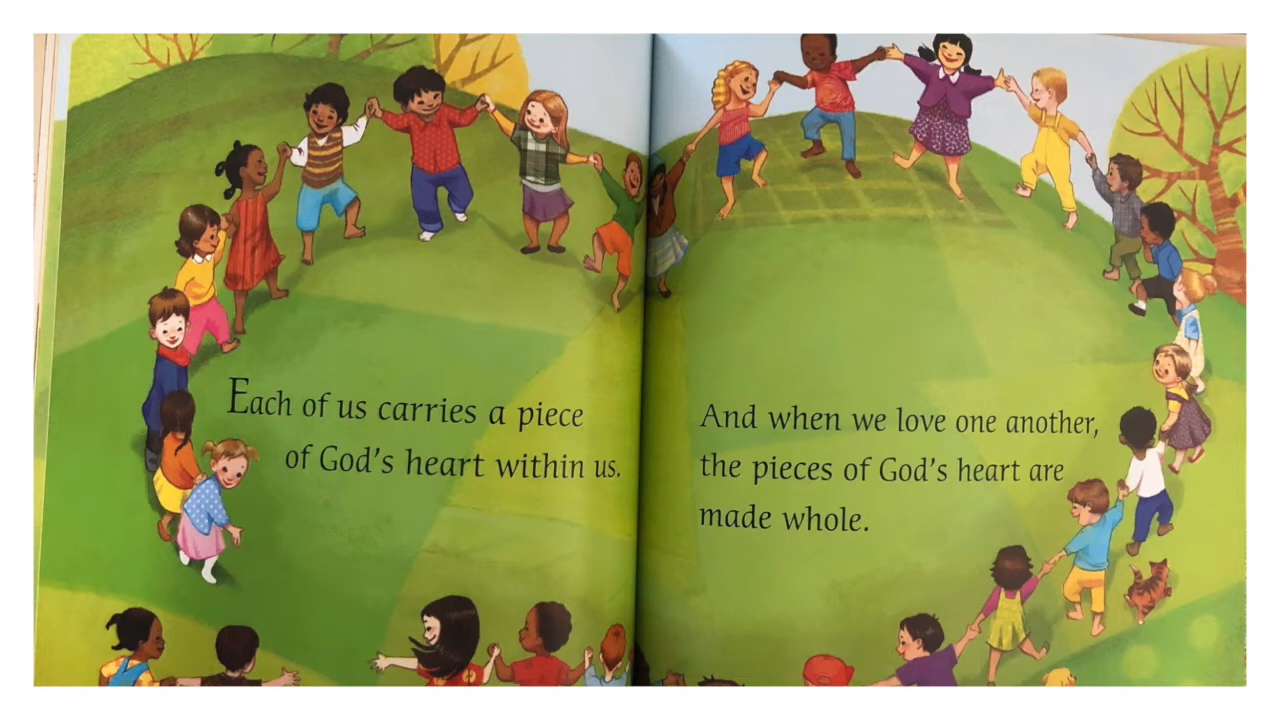 Each of us carries a piece
of God's heart within us.
And when we love one another,
the pieces of God's heart are
made whole.